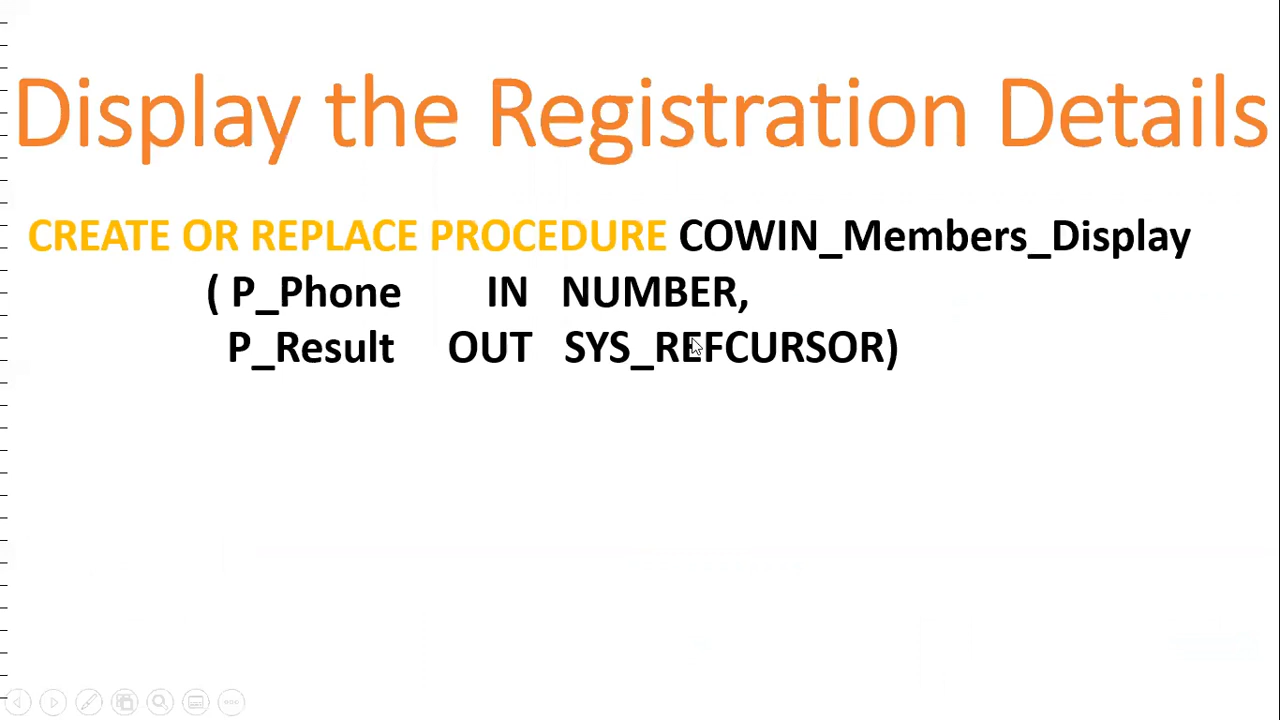 Display the Registration Details
CREATE OR REPLACE PROCEDURE COWIN_Members_Display
( P_Phone IN NUMBER,
P_Result OUT SYS_REFCURSOR)